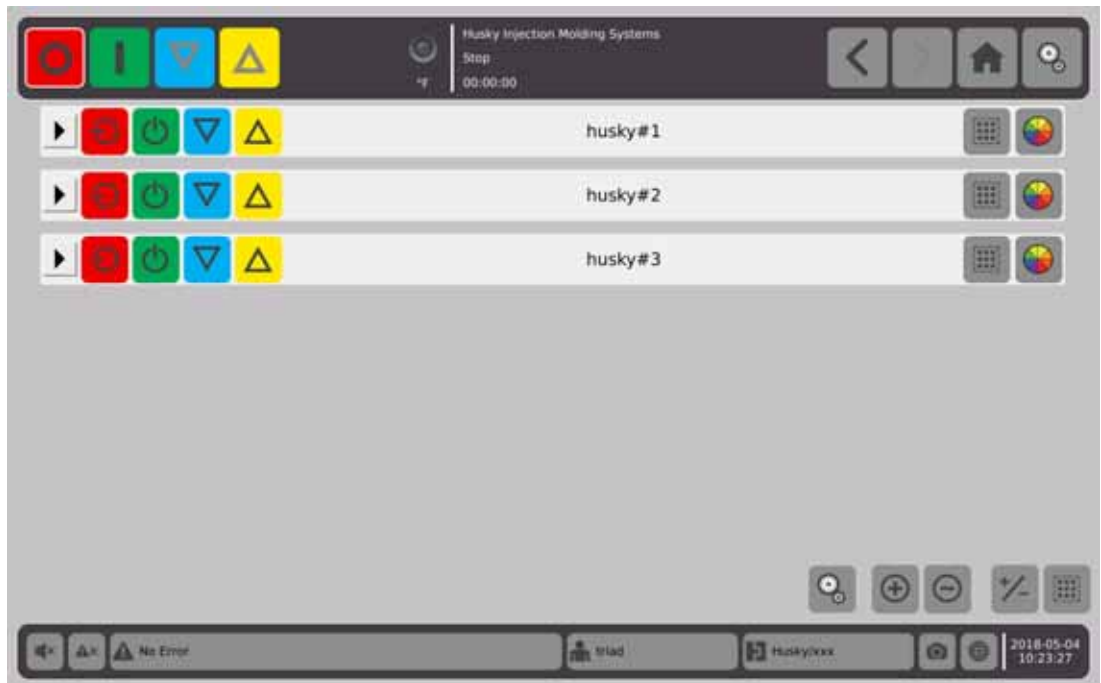 Husky Injection Molding Systems
Stop
°F
00:00:00
husky#1
husky#2
husky#3
No Error
triad
Husky/xxx
2018-05-04
10:23:27